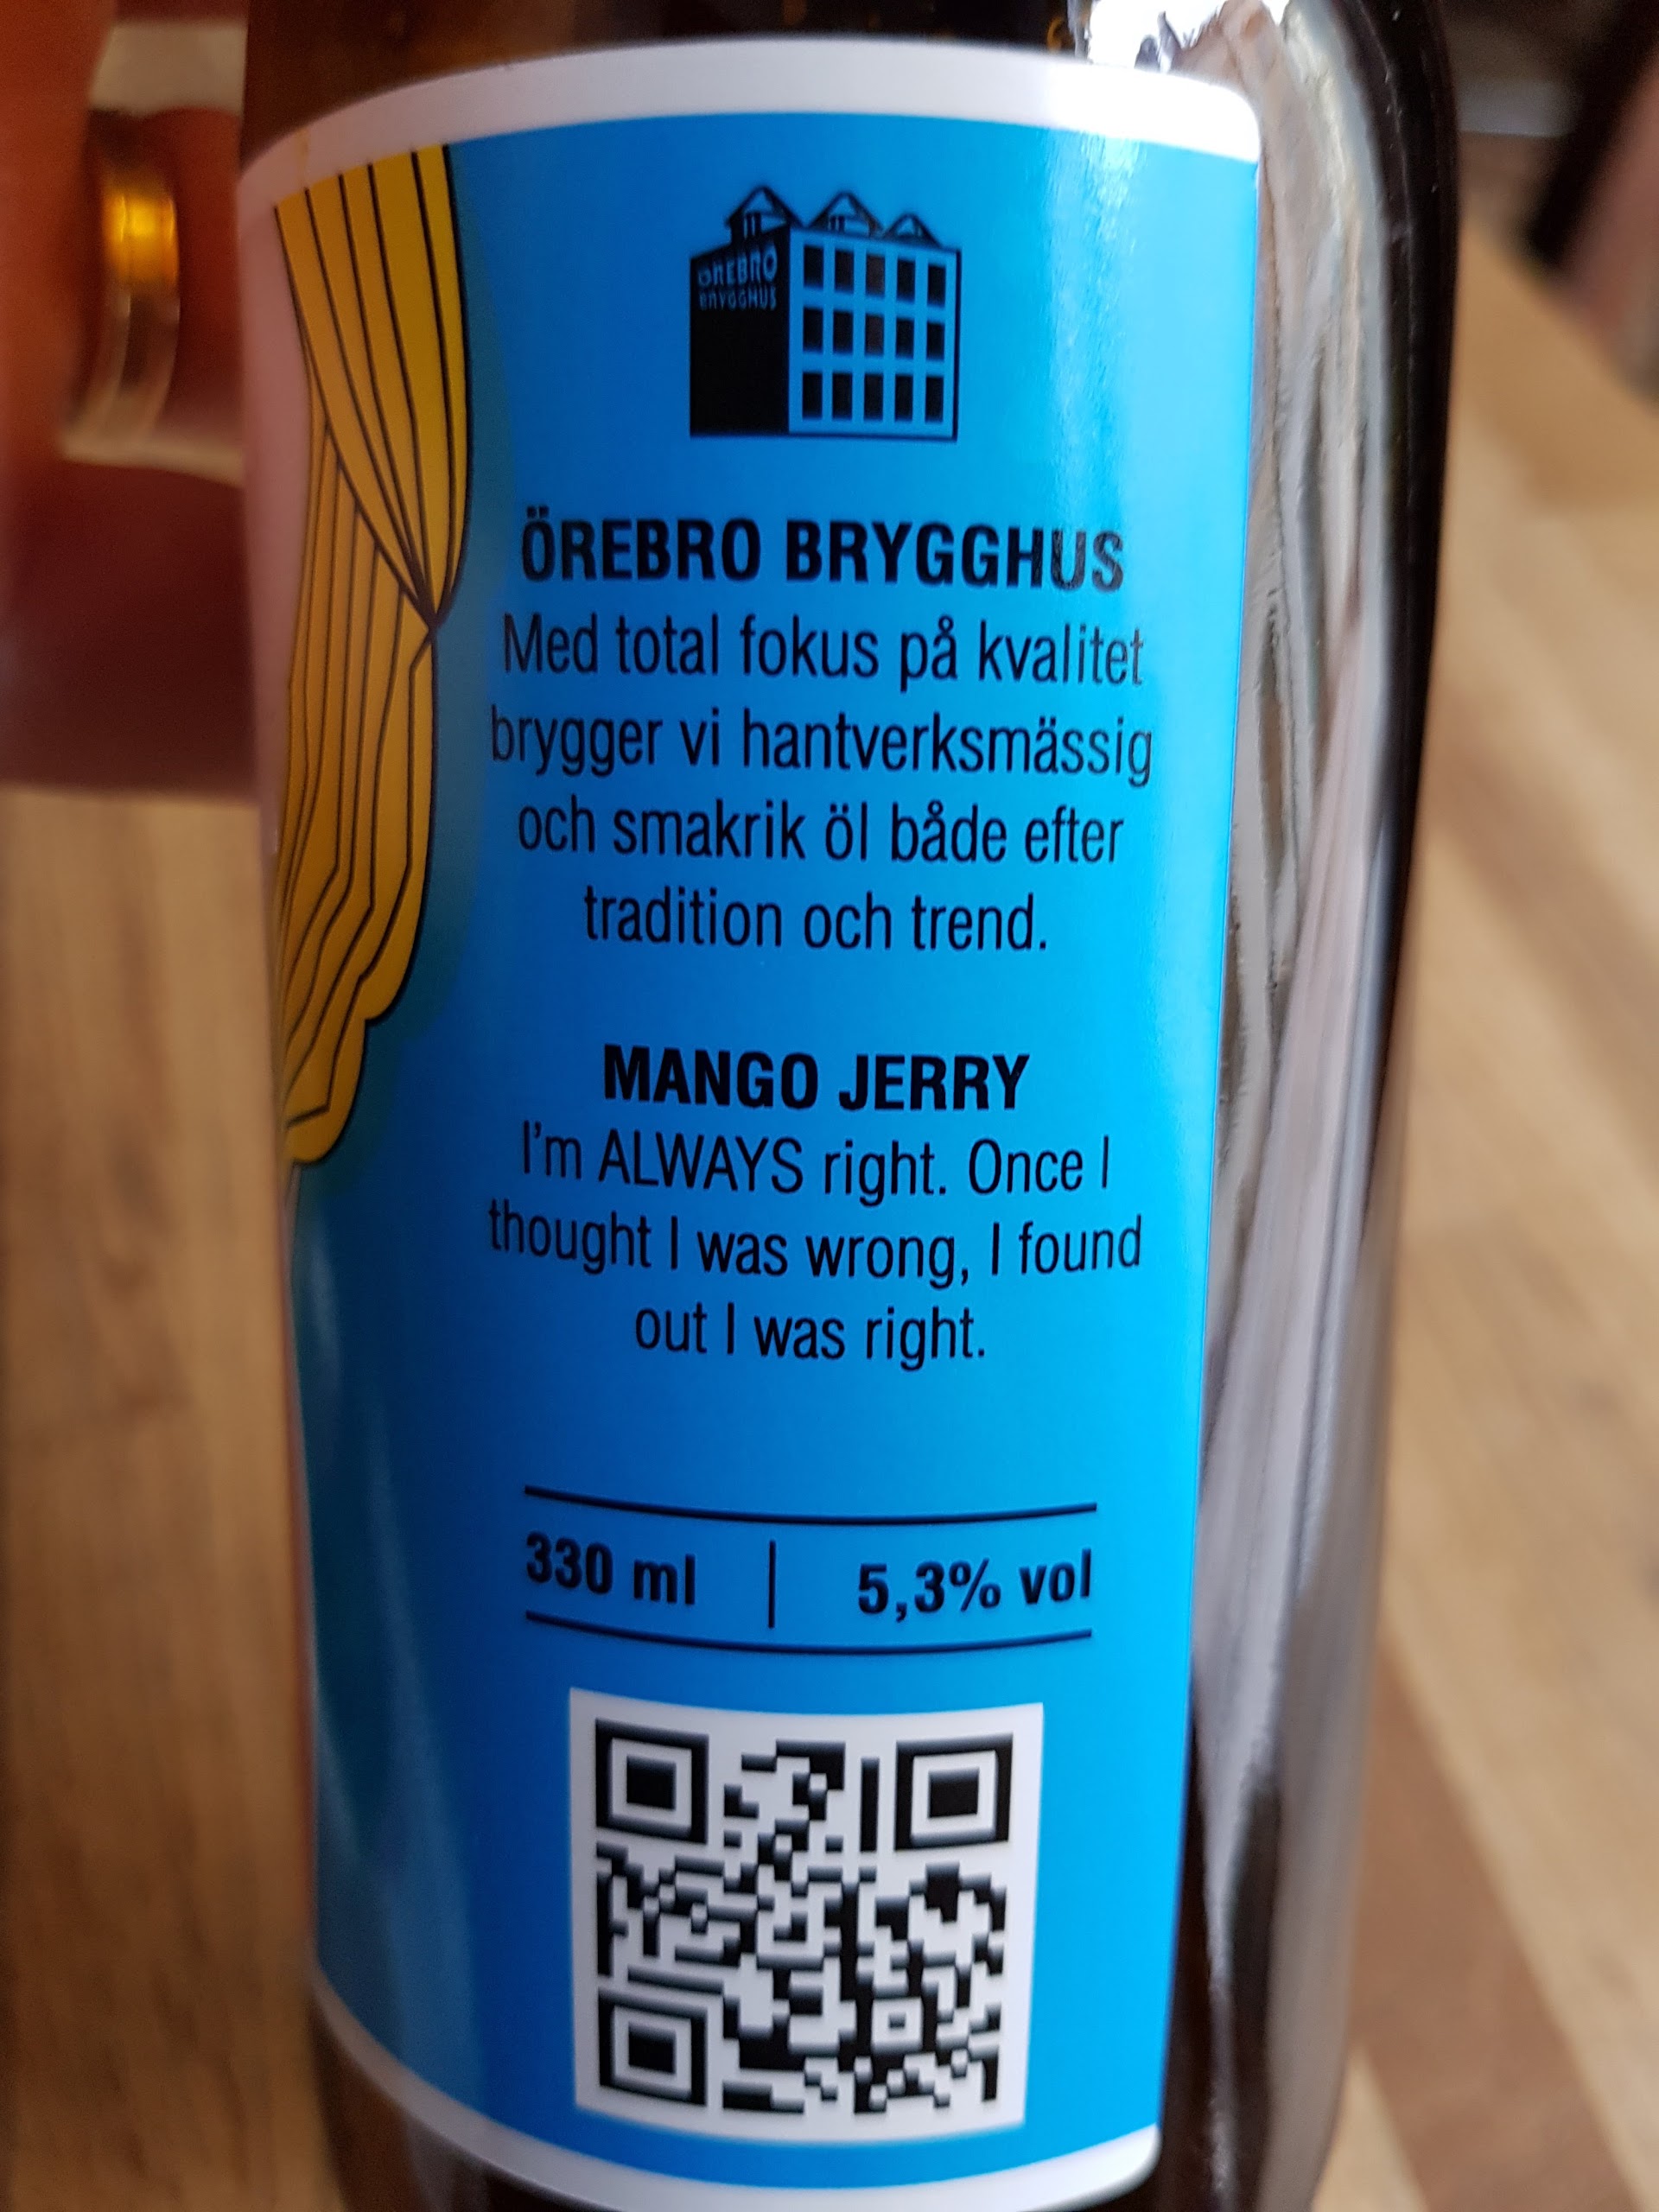 ÖREBRO
BRYGGHUS
ÖREBRO BRYGGHUS
Med total fokus på kvalitet
brygger vi hantverksmässig
och smakrik öl både efter
tradition och trend.
MANGO JERRY
I'm ALWAYS right. Once I
thought I was wrong, I found
out I was right.
330 ml | 5,3% vol